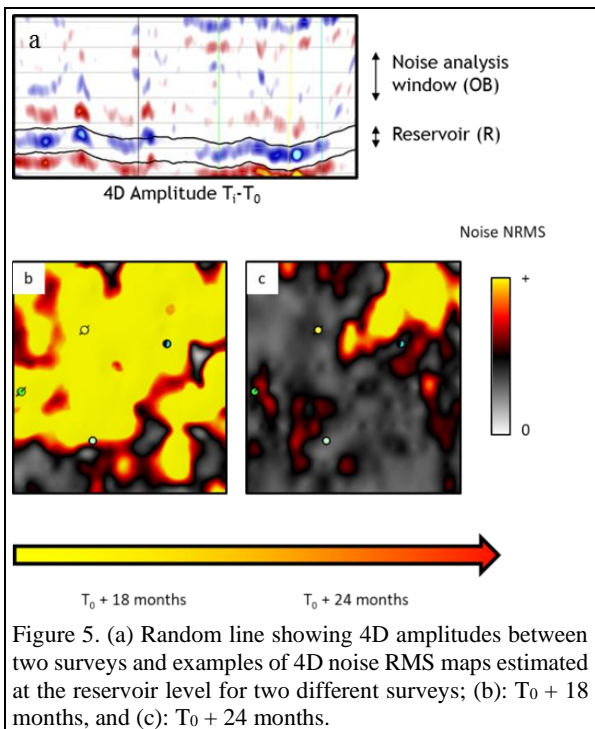 a
Noise analysis
window (OB)
Reservoir (R)
4D Amplitude Ti-T0
Noise NRMS
b
c
+
0
T0 + 18 months
T0 + 24 months
Figure 5. (a) Random line showing 4D amplitudes between
two surveys and examples of 4D noise RMS maps estimated
at the reservoir level for two different surveys; (b): T0 + 18
months, and (c): T0 + 24 months.